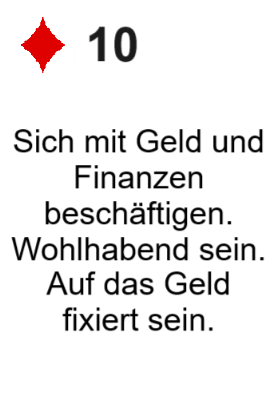 ♦ 10
Sich mit Geld und
Finanzen
beschäftigen.
Wohlhabend sein.
Auf das Geld
fixiert sein.